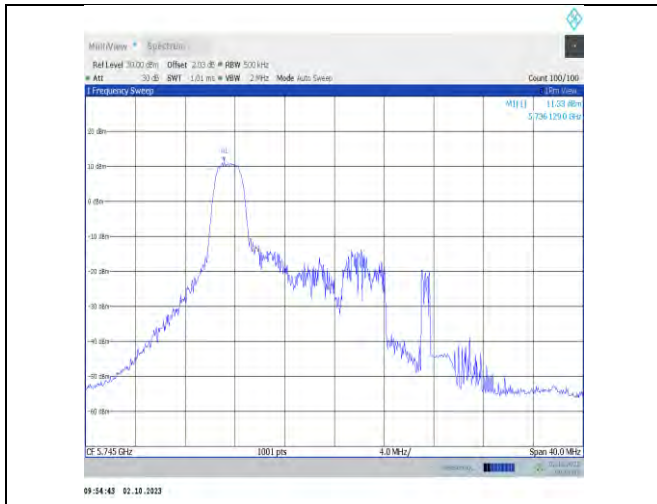 MultiView Spectrum
Ref Level 30.00 dBm Offset 2.03 dB RBW 500 kHz
Att 30 dB SWT 1.01 ms VBW 2 MHz Mode Auto Sweep Count 100/100
1 Frequency Sweep 1Rm View
M1[1] 11.33 dBm
5.7361290 GHz
20 dBm
M1
10 dBm
0 dBm
-10 dBm
-20 dBm
-30 dBm
-40 dBm
-50 dBm
-60 dBm
CF 5.745 GHz 1001 pts 4.0 MHz/ Span 40.0 MHz
09:54:43 02.10.2023